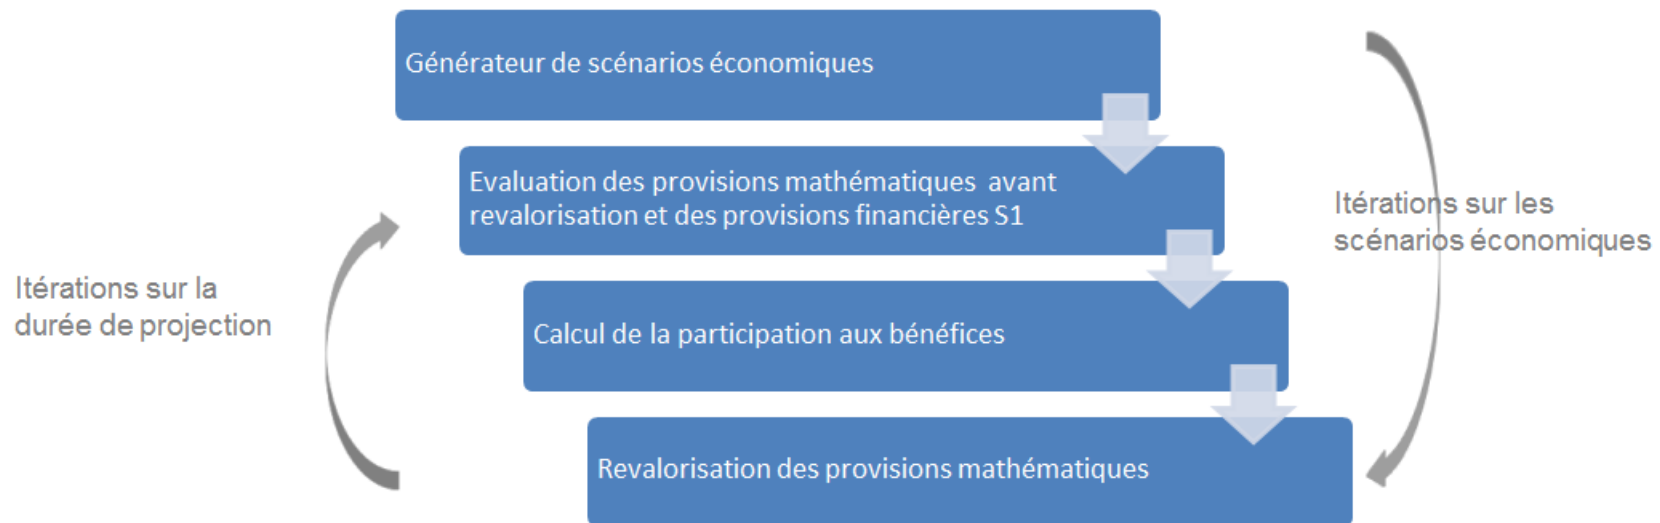 Générateur de scénarios économiques
Evaluation des provisions mathématiques avant
revalorisation et des provisions financières S1
Itérations sur les
scénarios économiques
Itérations sur la
durée de projection
Calcul de la participation aux bénéfices
Revalorisation des provisions mathématiques